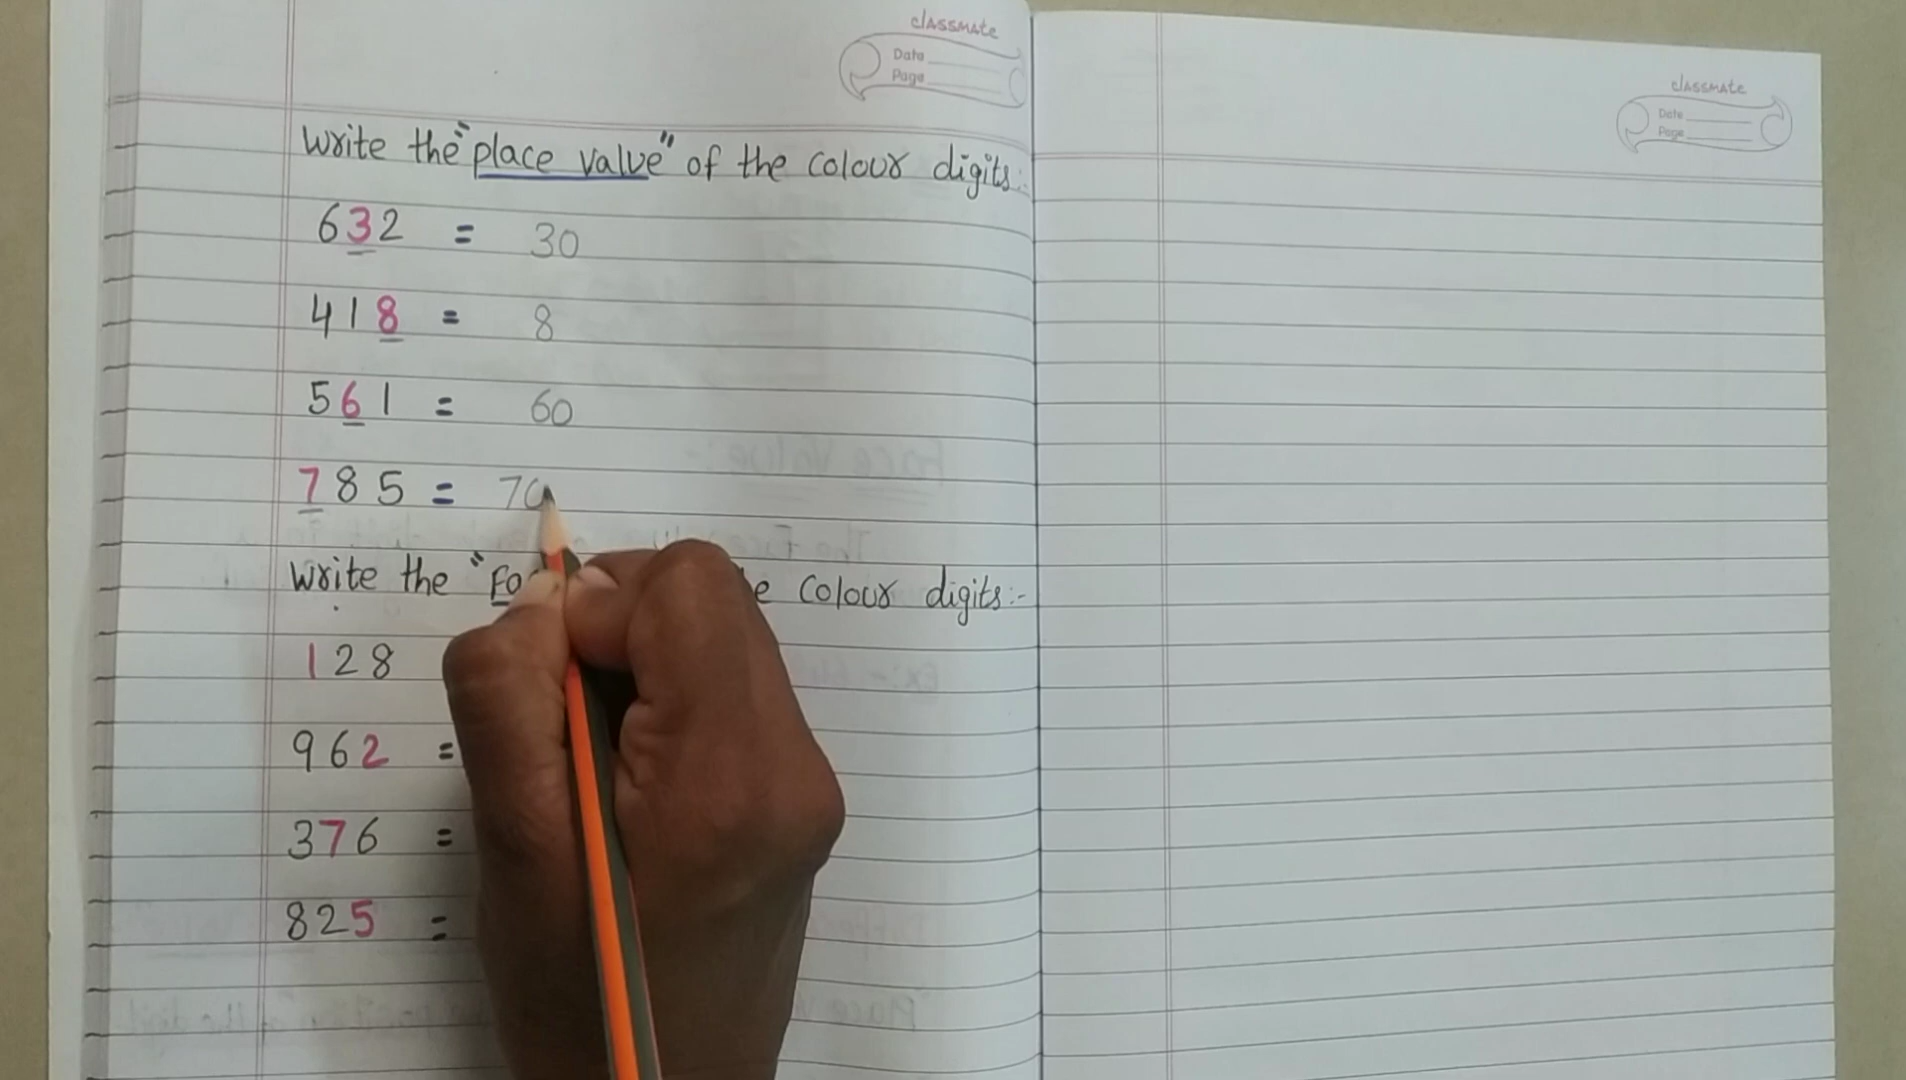 classmate
Date
Page
Write the "place value" of the colour digits:
632 = 30
418 = 8
561 = 60
785 = 70
Write the " colour digits:-
128
962 =
376 =
825 =
classmate
Date
Page